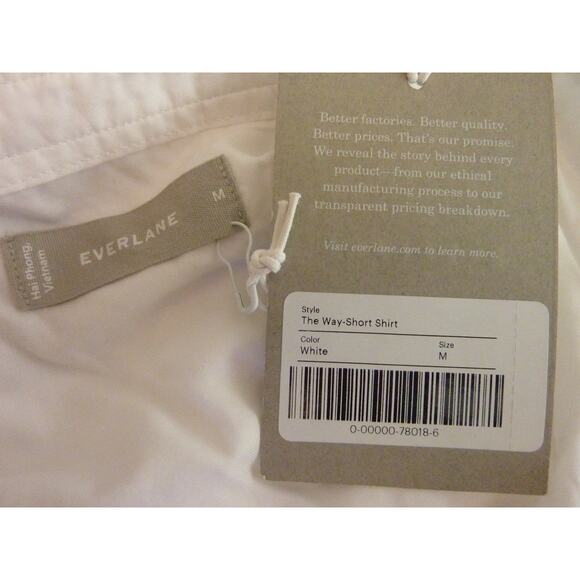 Better factories. Better quality.
Better prices. That's our promise.
We reveal the story behind every
product—from our ethical
manufacturing process to our
transparent pricing breakdown.
Visit everlane.com to learn more.
M
EVERLANE
Hai Phong,
Vietnam
Style
The Way-Short Shirt
Color Size
White M
0-00000-78018-6